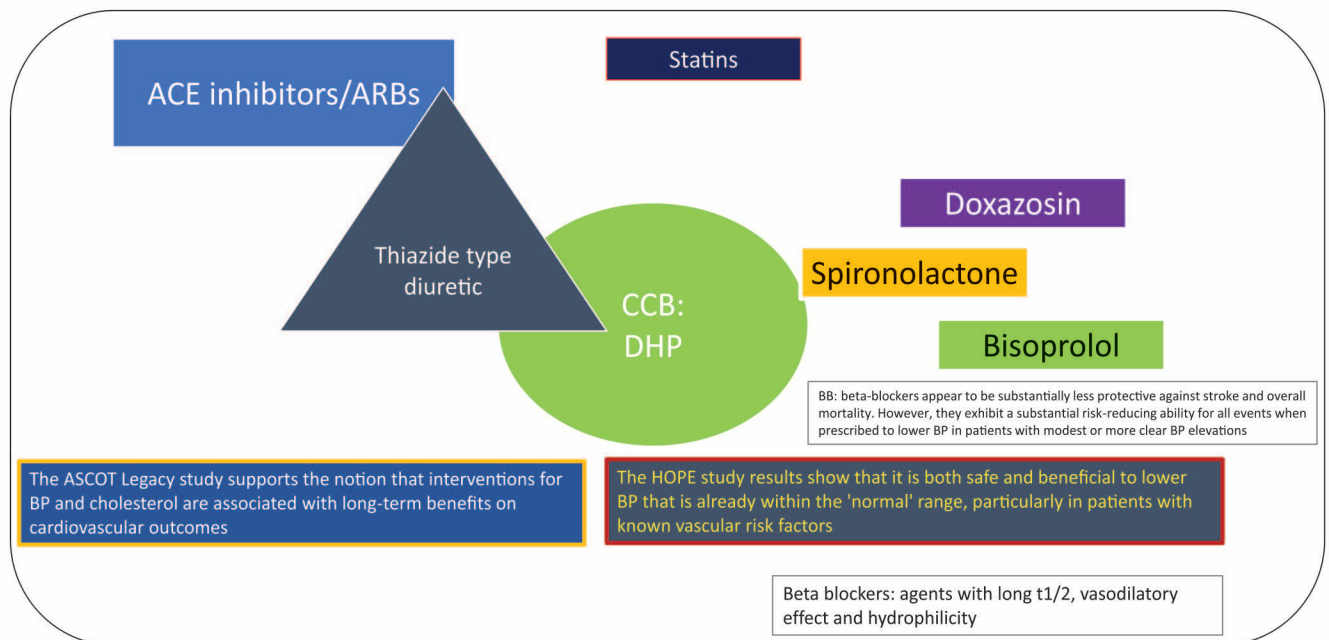 ACE inhibitors/ARBs
Statins
Thiazide type
diuretic
CCB:
DHP
Doxazosin
Spironolactone
Bisoprolol
BB: beta-blockers appear to be substantially less protective against stroke and overall
mortality. However, they exhibit a substantial risk-reducing ability for all events when
prescribed to lower BP in patients with modest or more clear BP elevations
The ASCOT Legacy study supports the notion that interventions for
BP and cholesterol are associated with long-term benefits on
cardiovascular outcomes
The HOPE study results show that it is both safe and beneficial to lower
BP that is already within the 'normal' range, particularly in patients with
known vascular risk factors
Beta blockers: agents with long t1/2, vasodilatory
effect and hydrophilicity